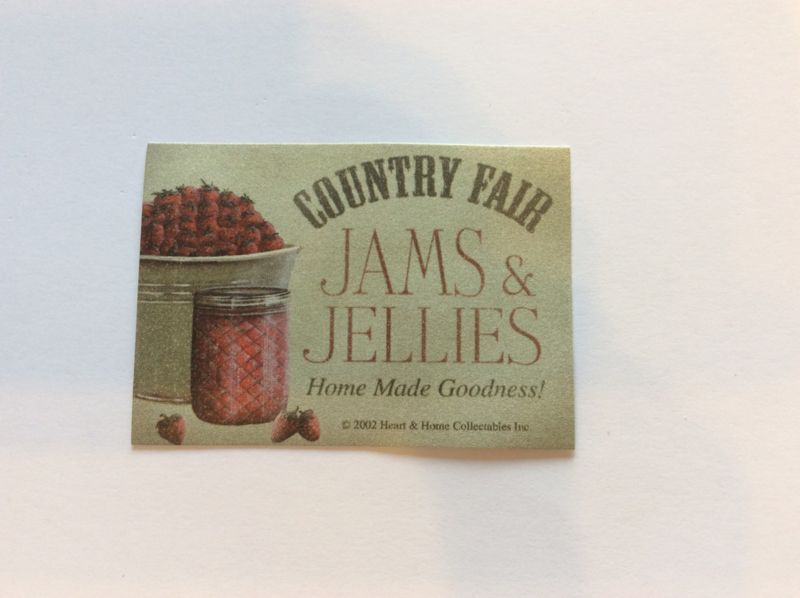 COUNTRY FAIR
JAMS &
JELLIES
Home Made Goodness!
© 2002 Heart & Home Collectables Inc.